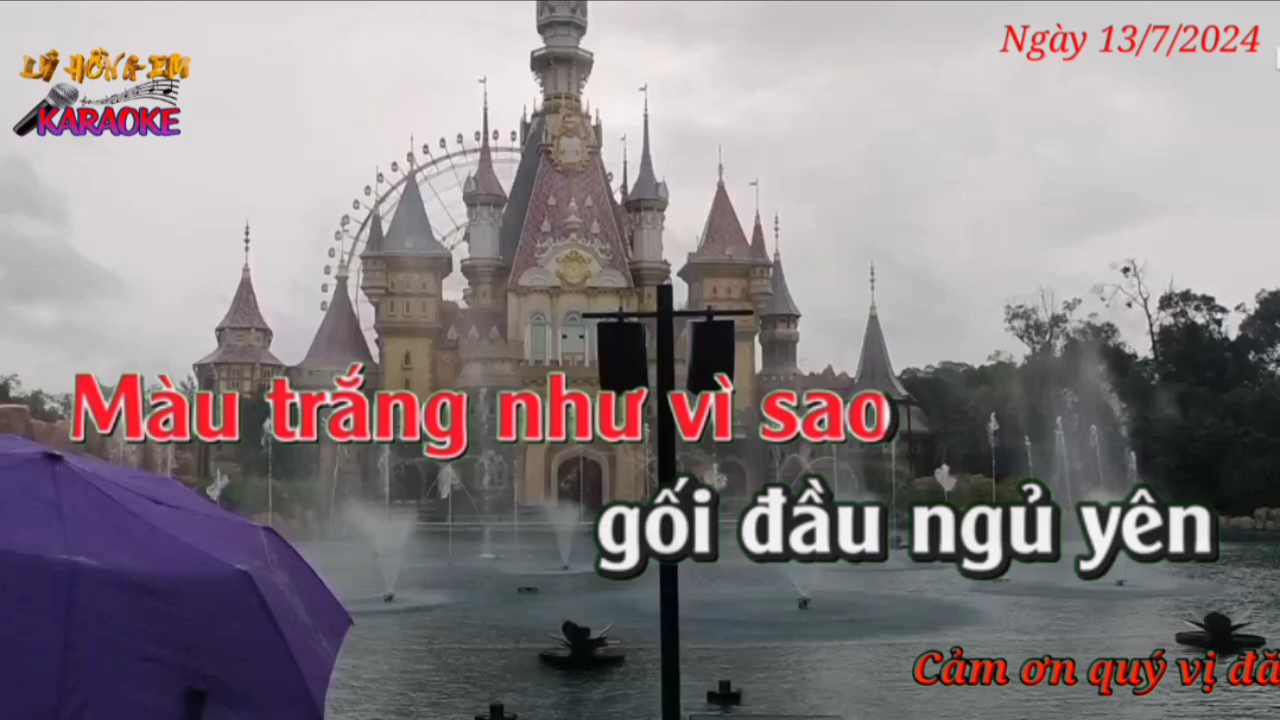 Ngày 13/7/2024
LÝ HỒNG EM
KARAOKE
Màu trắng như vì sao
gối đầu ngủ yên
Cảm ơn quý vị đã